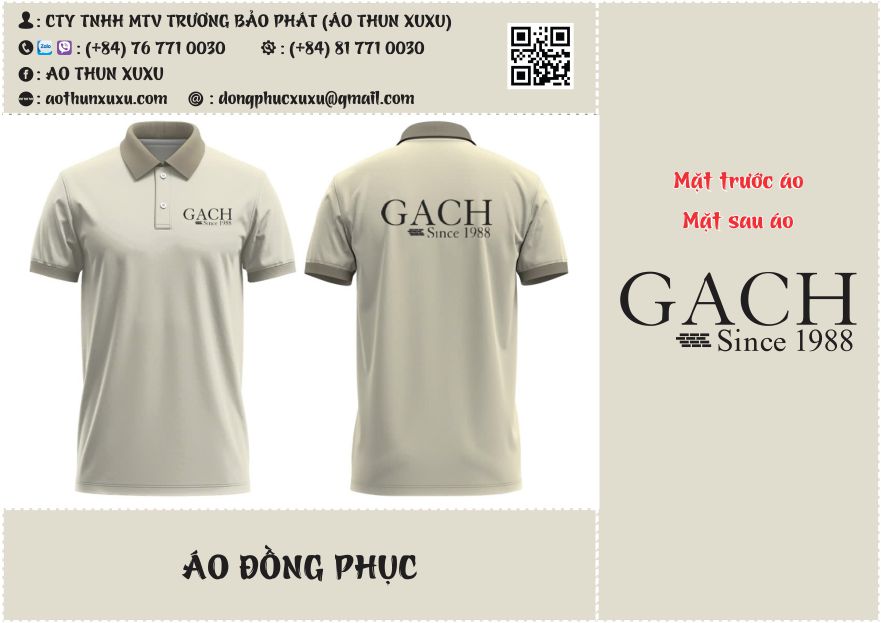 : CTY TNHH MTV TRƯƠNG BẢO PHÁT (ÁO THUN XUXU)
Zalo : (+84) 76 771 0030 : (+84) 81 771 0030
: AO THUN XUXU
www : aothunxuxu.com @ : dongphucxuxu@gmail.com
GACH
Since 1988
GACH
Since 1988
Mặt trước áo
Mặt sau áo
GACH
Since 1988
ÁO ĐỒNG PHỤC